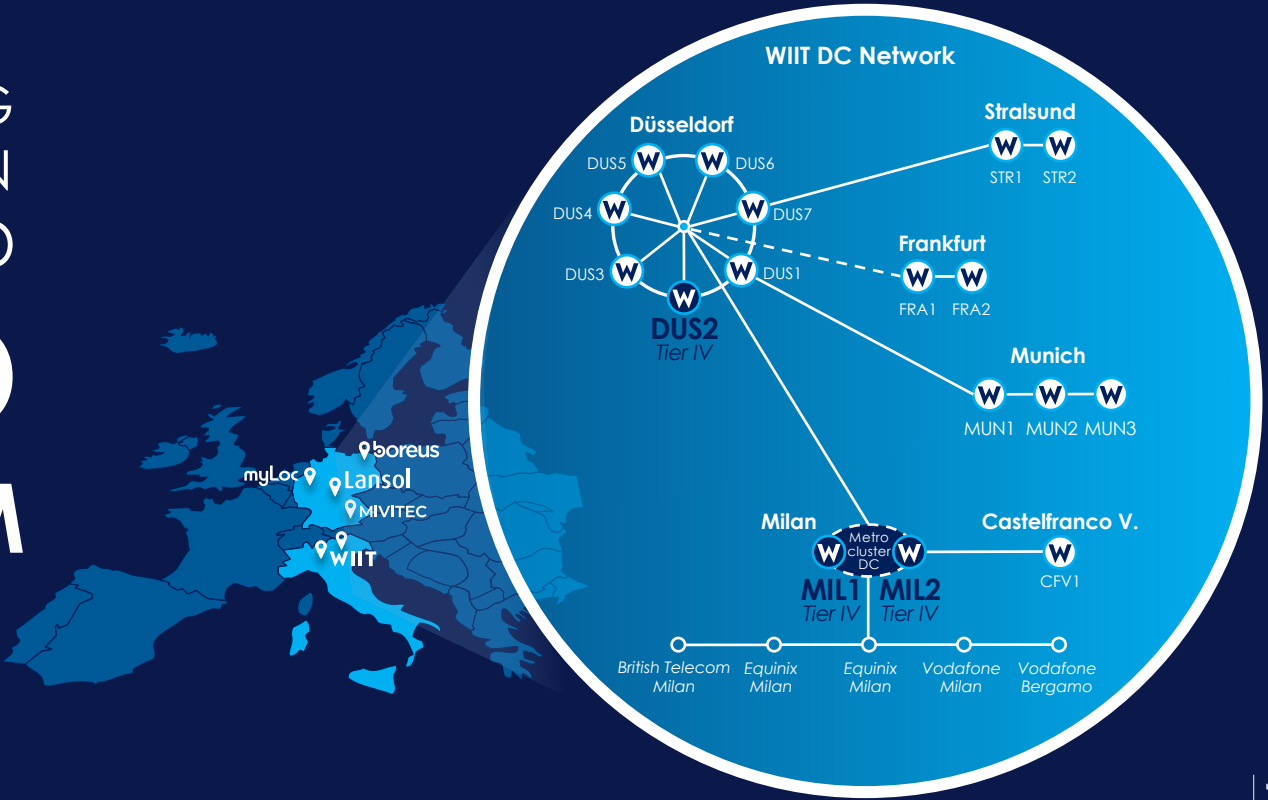 WIIT DC Network
Stralsund
Düsseldorf
W W
DUS5 W W DUS6
STR1 STR2
DUS4 W W DUS7
Frankfurt
DUS3 W W DUS1
W W
W
FRA1 FRA2
DUS2
Tier IV
Munich
W W W
MUN1 MUN2 MUN3
boreus
myLoc
Lansol
MIVITEC
WIIT
Milan
Castelfranco V.
W Metro cluster DC W
W
MIL1 MIL2
CFV1
Tier IV Tier IV
British Telecom Milan
Equinix Milan
Equinix Milan
Vodafone Milan
Vodafone Bergamo